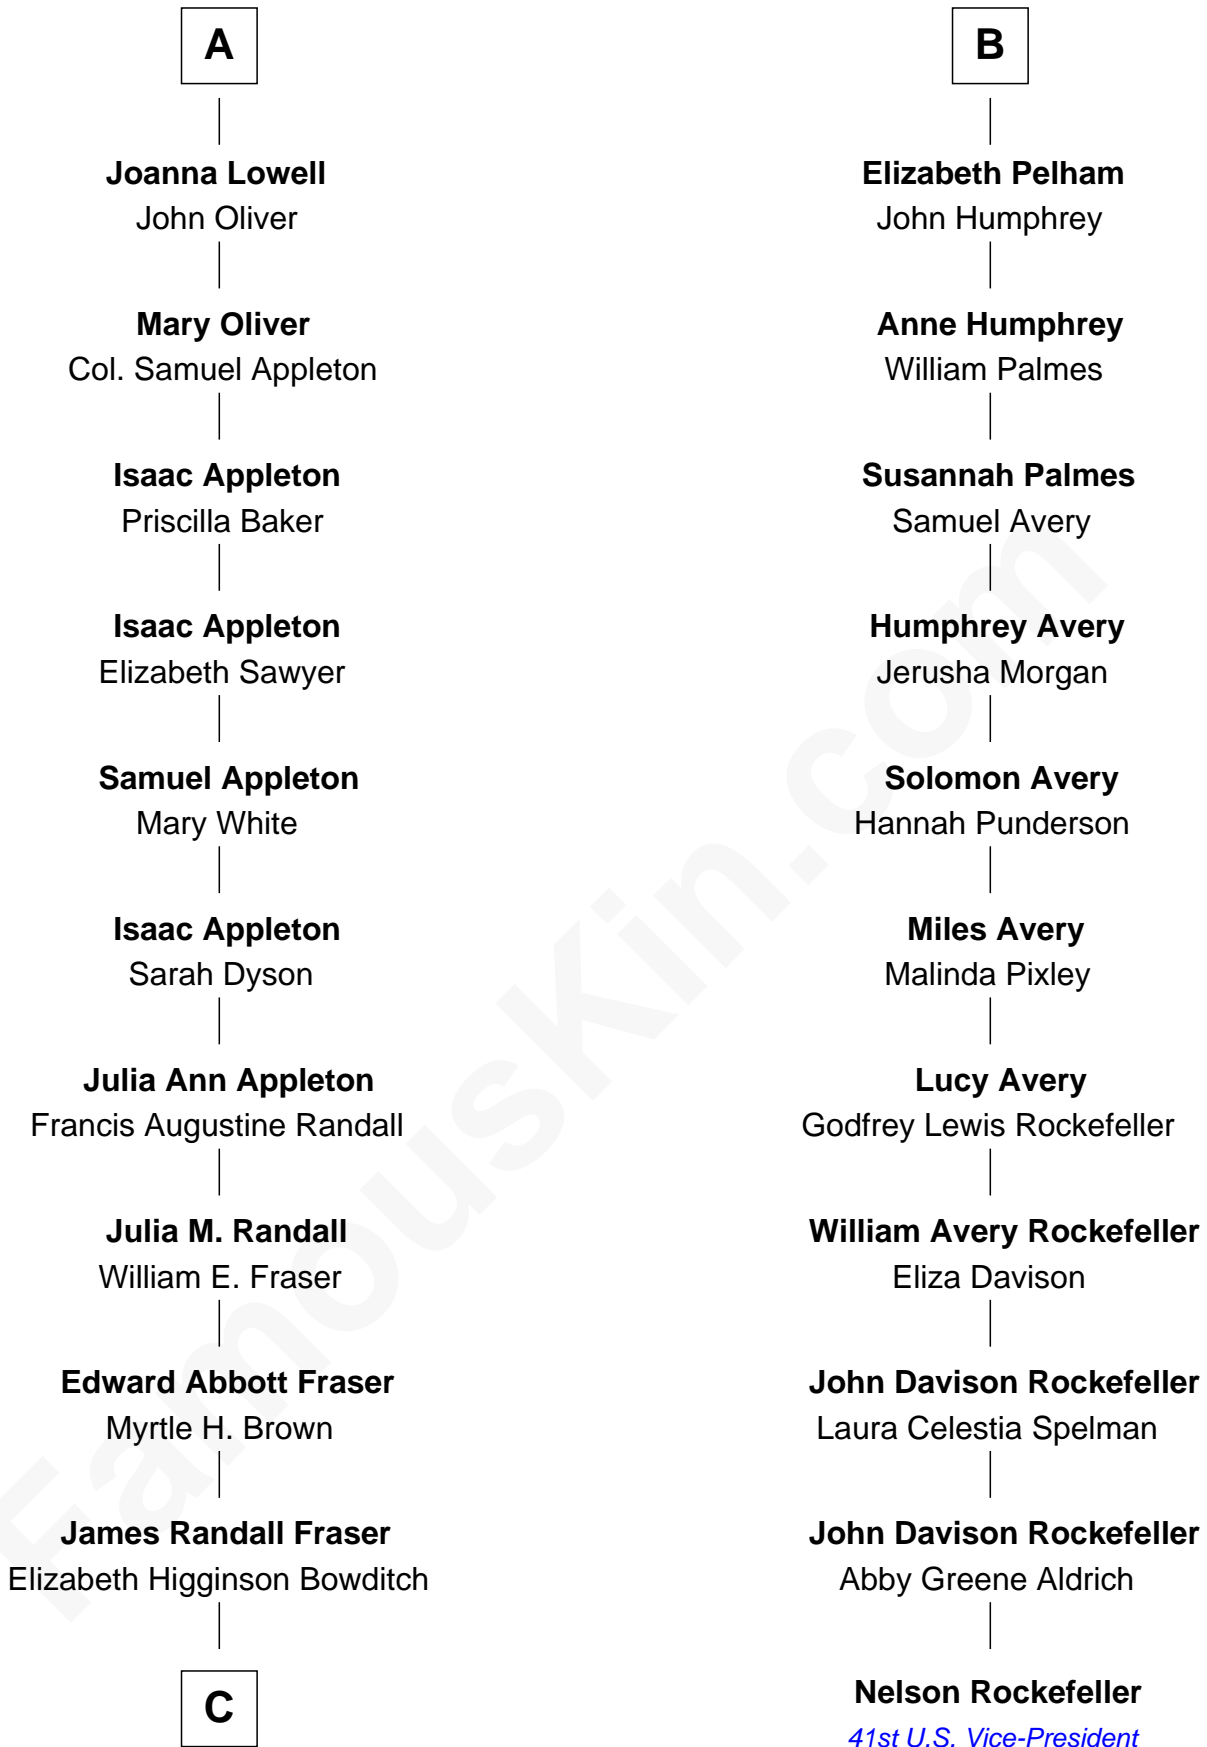 A
Joanna Lowell
John Oliver
Mary Oliver
Col. Samuel Appleton
Isaac Appleton
Priscilla Baker
Isaac Appleton
Elizabeth Sawyer
Samuel Appleton
Mary White
Isaac Appleton
Sarah Dyson
Julia Ann Appleton
Francis Augustine Randall
Julia M. Randall
William E. Fraser
Edward Abbott Fraser
Myrtle H. Brown
James Randall Fraser
Elizabeth Higginson Bowditch
C
B
Elizabeth Pelham
John Humphrey
Anne Humphrey
William Palmes
Susannah Palmes
Samuel Avery
Humphrey Avery
Jerusha Morgan
Solomon Avery
Hannah Punderson
Miles Avery
Malinda Pixley
Lucy Avery
Godfrey Lewis Rockefeller
William Avery Rockefeller
Eliza Davison
John Davison Rockefeller
Laura Celestia Spelman
John Davison Rockefeller
Abby Greene Aldrich
Nelson Rockefeller
41st U.S. Vice-President
FamousKin.com